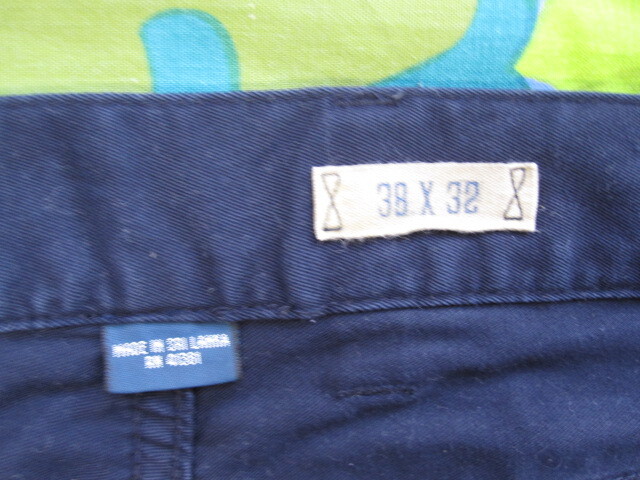 38 X 32
MADE IN SRI LANKA
RN 41381